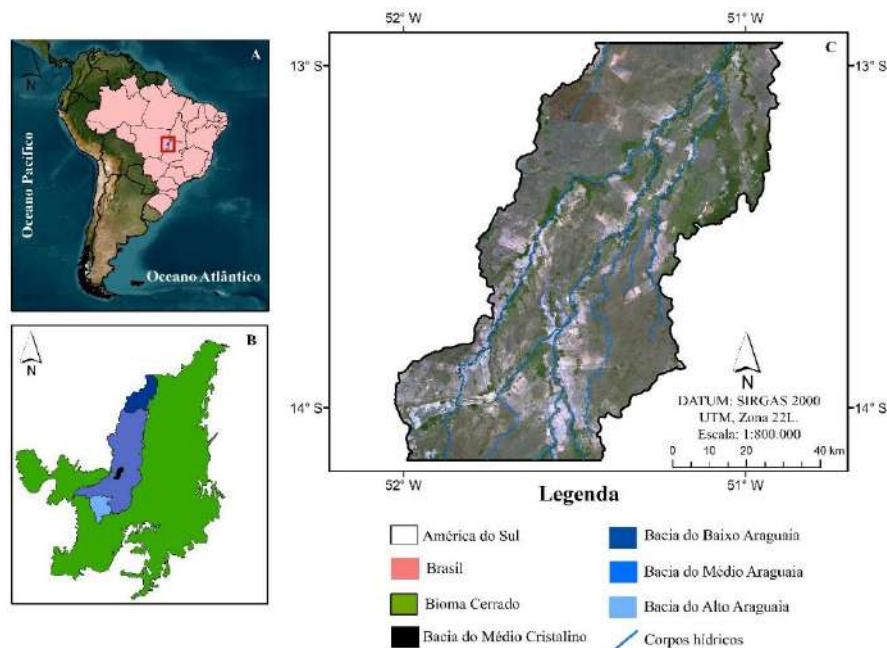 A
N
Oceano Pacífico
Oceano Atlântico
B
N
52° W
51° W
C
13° S
13° S
14° S
14° S
N
DATUM: SIRGAS 2000
UTM, Zona 22L.
Escala: 1:800.000
0 10 20 40 km
52° W
51° W
Legenda
América do Sul
Brasil
Bioma Cerrado
Bacia do Médio Cristalino
Bacia do Baixo Araguaia
Bacia do Médio Araguaia
Bacia do Alto Araguaia
Corpos hídricos